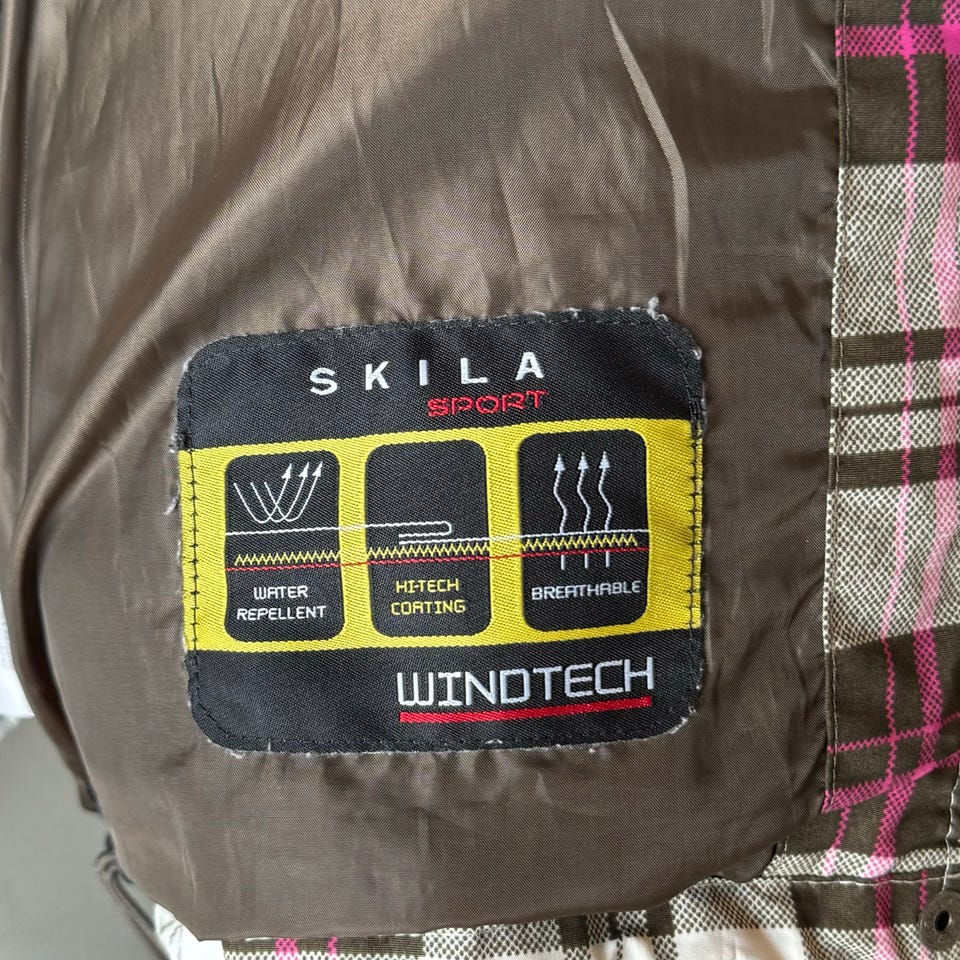 SKILA
SPORT
WATER
REPELLENT
HI-TECH
COATING
BREATHABLE
WINDTECH